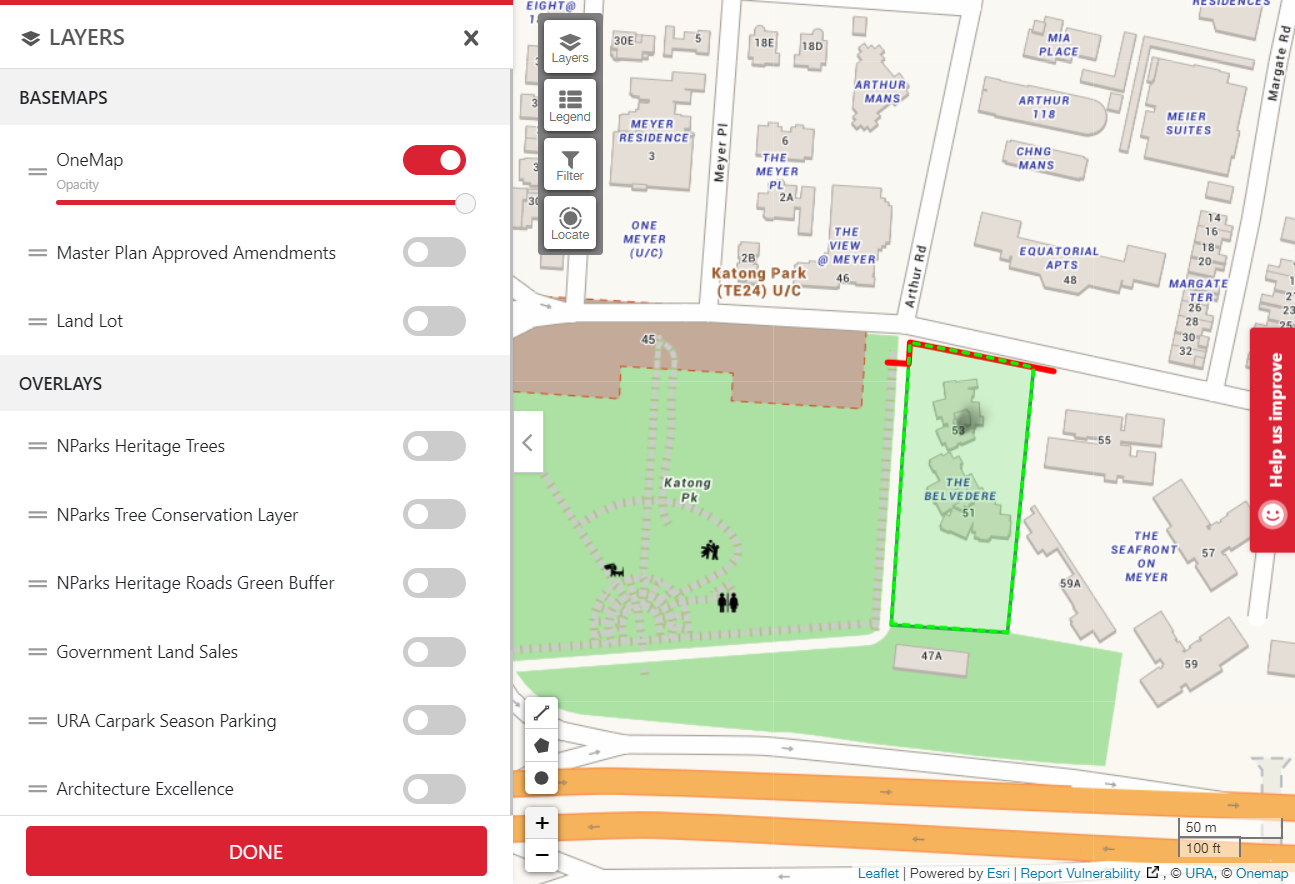 LAYERS
BASEMAPS
OneMap
Opacity
Master Plan Approved Amendments
Land Lot
OVERLAYS
NParks Heritage Trees
NParks Tree Conservation Layer
NParks Heritage Roads Green Buffer
Government Land Sales
URA Carpark Season Parking
Architecture Excellence
DONE
Layers
Legend
Filter
Locate
EIGHT@
30E
5
18E
18D
MIA
PLACE
RESIDENCES
Margate Rd
ARTHUR
MANS
ARTHUR
118
MEIER
SUITES
MEYER
RESIDENCE
3
Meyer Pl
6
THE
MEYER
PL
2A
CHNG
MANS
ONE
MEYER
(U/C)
2B
THE
VIEW
@ MEYER
46
Katong Park
(TE24) U/C
Arthur Rd
EQUATORIAL
APTS
48
14
16
18
20
MARGATE
TER
26
28
30
32
23
25
45
53
55
Katong
Pk
THE
BELVEDERE
51
THE
SEAFRONT
ON
MEYER
57
59A
59
47A
Help us improve
+
−
50 m
100 ft
Leaflet | Powered by Esri | Report Vulnerability , © URA, © Onemap